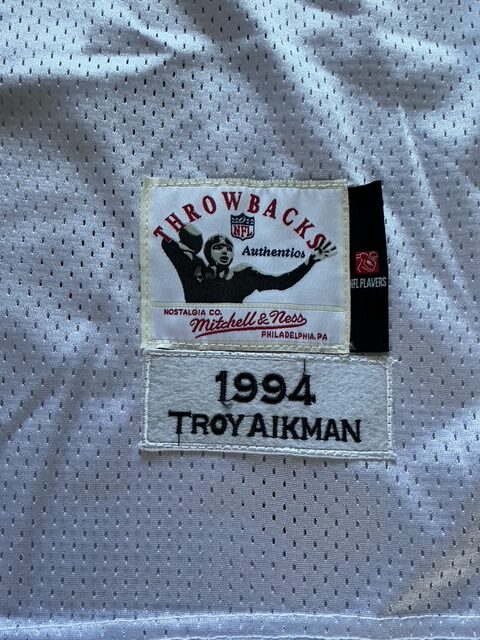 THROWBACKS
NFL
Authentics
NOSTALGIA CO.
Mitchell & Ness
PHILADELPHIA, PA
NFL PLAYERS
1994
TROY AIKMAN